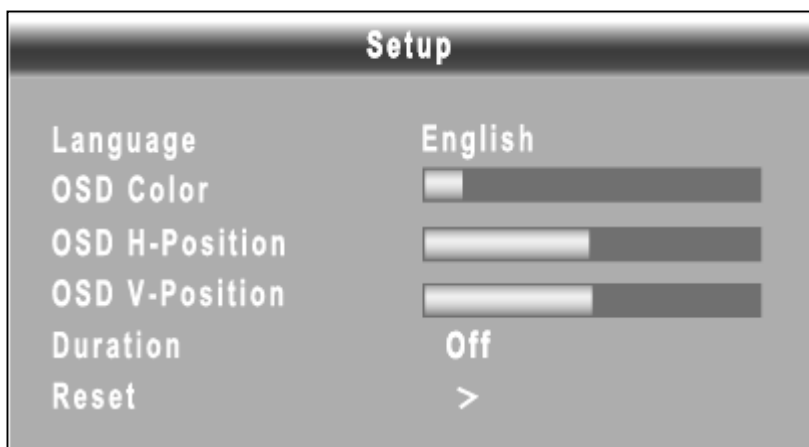 Setup
Language English
OSD Color
OSD H-Position
OSD V-Position
Duration Off
Reset >